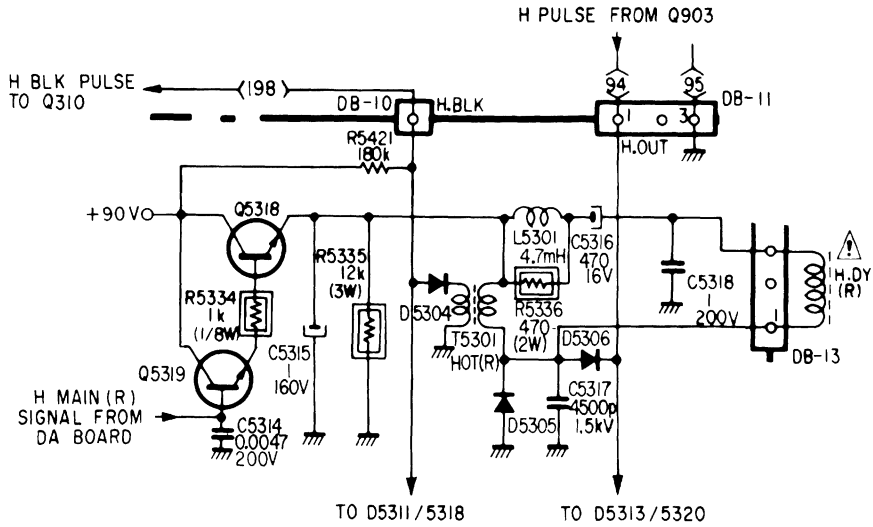 H PULSE FROM Q903
94
95
H BLK PULSE
TO Q310
(198)
DB-10
H.BLK
DB-11
1
3
H.OUT
R5421
180k
+90V
Q5318
L5301
4.7mH
C5316
470
16V
R5335
12k
(3W)
C5318
1
200V
H.DY
(R)
R5334
1k
(1/8W)
D5304
R5336
470
(2W)
T5301
HOT(R)
D5306
1
DB-13
C5315
1
160V
Q5319
H MAIN (R)
SIGNAL FROM
DA BOARD
C5314
0.0047
200V
D5305
C5317
4500p
1.5kV
TO D5311/5318
TO D5313/5320